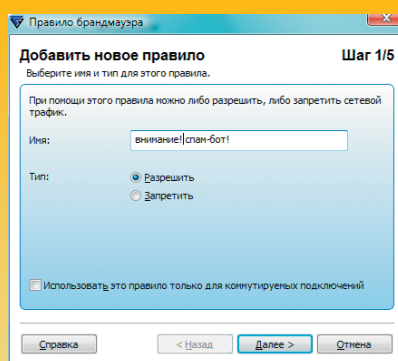 Правило брандмауэра
Добавить новое правило Шаг 1/5
Выберите имя и тип для этого правила.
При помощи этого правила можно либо разрешить, либо запретить сетевой
трафик.
Имя: внимание! спам-бот!
Тип: Разрешить
Запретить
Использовать это правило только для коммутируемых подключений
Справка < Назад Далее > Отмена